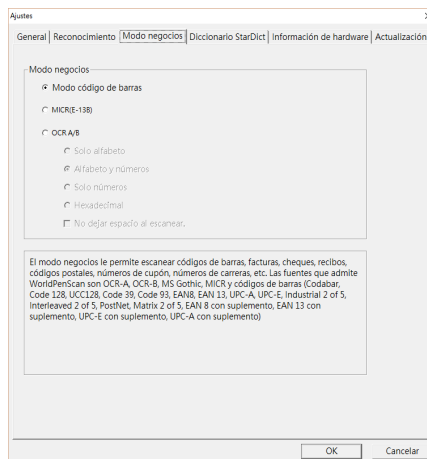 Ajustes
General Reconocimiento Modo negocios Diccionario StarDict Información de hardware Actualización
Modo negocios
Modo código de barras
MICR(E-13B)
OCR A/B
Solo alfabeto
Alfabeto y números
Solo números
Hexadecimal
No dejar espacio al escanear.
El modo negocios le permite escanear códigos de barras, facturas, cheques, recibos,
códigos postales, números de cupón, números de carreras, etc. Las fuentes que admite
WorldPenScan son OCR-A, OCR-B, MS Gothic, MICR y códigos de barras (Codabar,
Code 128, UCC128, Code 39, Code 93, EAN8, EAN 13, UPC-A, UPC-E, Industrial 2 of 5,
Interleaved 2 of 5, PostNet, Matrix 2 of 5, EAN 8 con suplemento, EAN 13 con
suplemento, UPC-E con suplemento, UPC-A con suplemento)
OK Cancelar